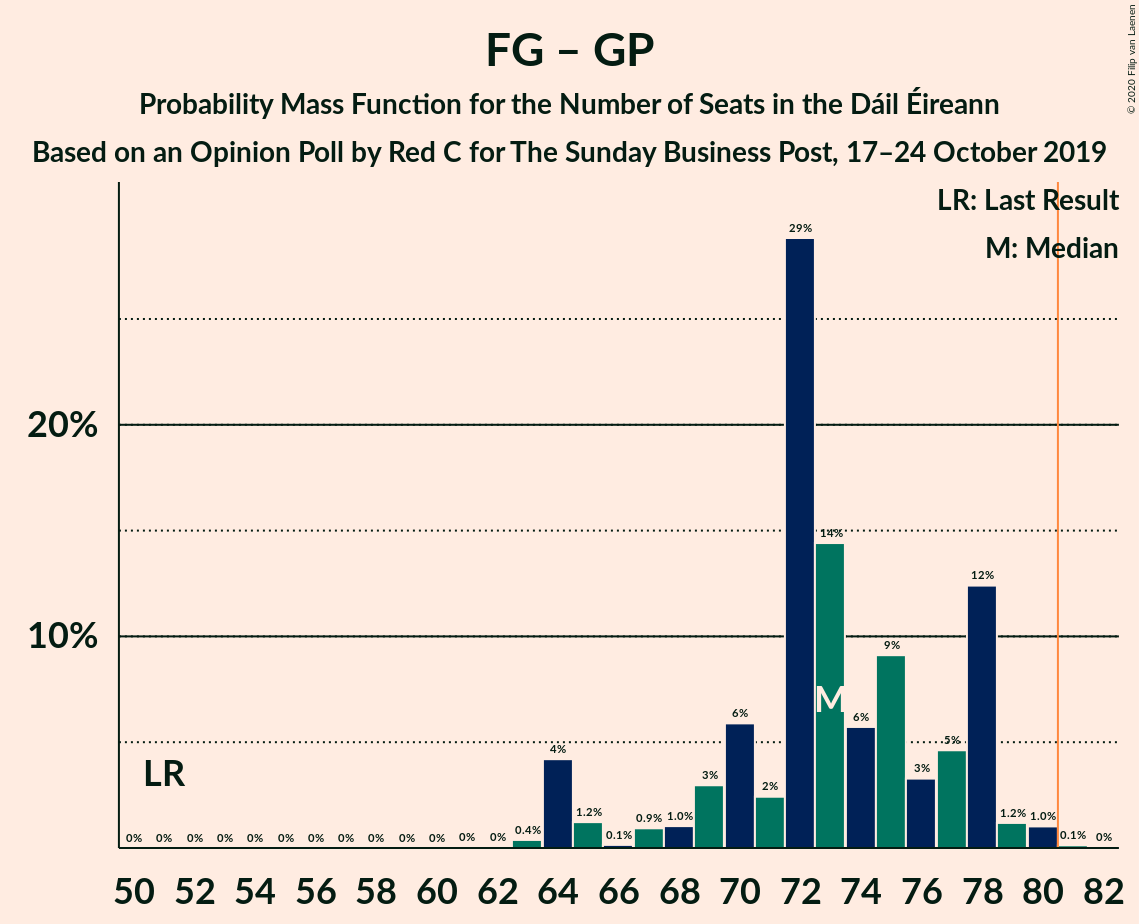 FG – GP
Probability Mass Function for the Number of Seats in the Dáil Éireann
Based on an Opinion Poll by Red C for The Sunday Business Post, 17–24 October 2019
© 2020 Filip van Laenen
LR: Last Result
M: Median
20%
10%
LR
M
0% 0% 0% 0% 0% 0% 0% 0% 0% 0% 0% 0% 0% 0.4% 4% 1.2% 0.1% 0.9% 1.0% 3% 6% 2% 29% 14% 6% 9% 3% 5% 12% 1.2% 1.0% 0.1% 0%
50 52 54 56 58 60 62 64 66 68 70 72 74 76 78 80 82